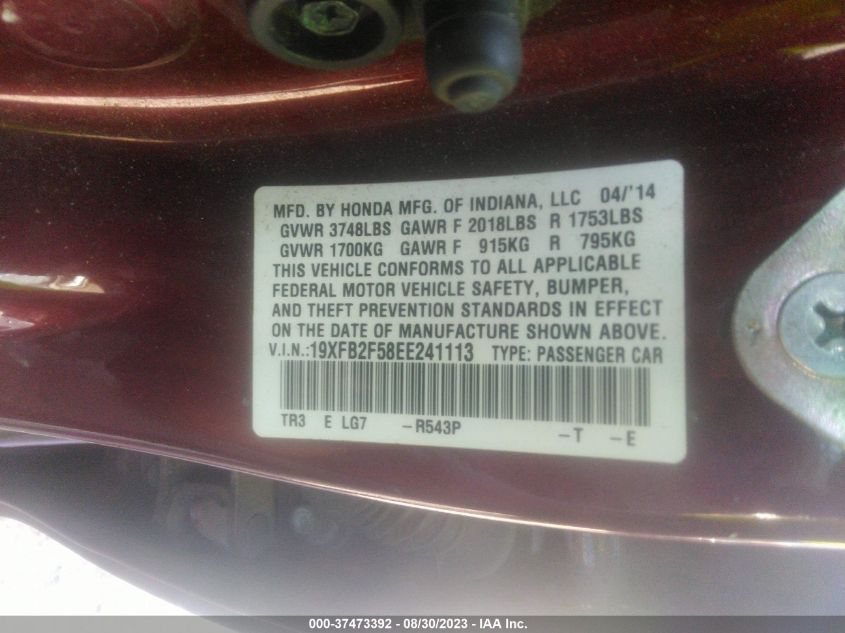 MFD. BY HONDA MFG. OF INDIANA, LLC 04/'14
GVWR 3748LBS GAWR F 2018LBS R 1753LBS
GVWR 1700KG GAWR F 915KG R 795KG
THIS VEHICLE CONFORMS TO ALL APPLICABLE
FEDERAL MOTOR VEHICLE SAFETY, BUMPER,
AND THEFT PREVENTION STANDARDS IN EFFECT
ON THE DATE OF MANUFACTURE SHOWN ABOVE.
V.I.N.:19XFB2F58EE241113 TYPE: PASSENGER CAR
TR3 E LG7 -R543P -T -E
000-37473392 - 08/30/2023 - IAA Inc.